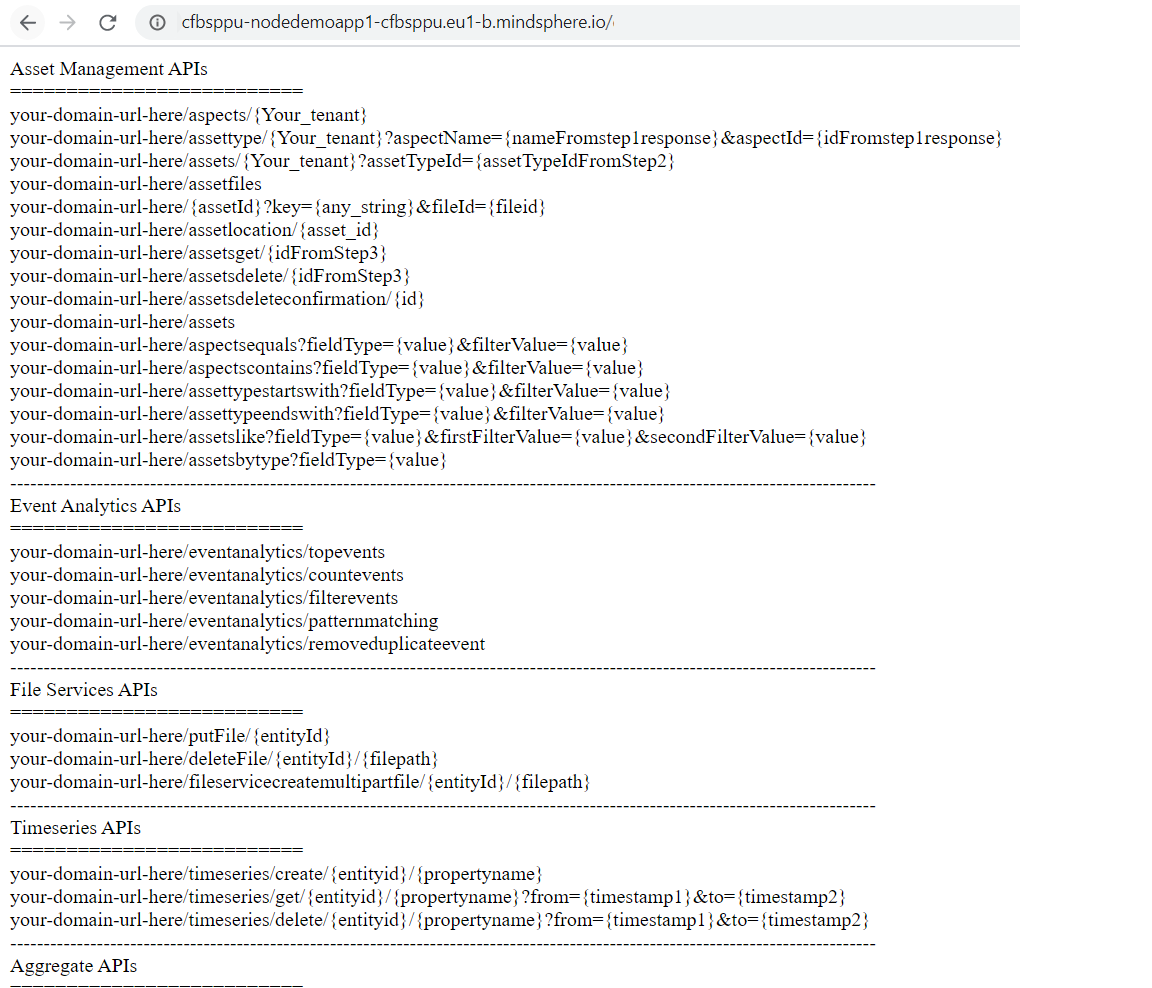 cfbsppu-nodedemoapp1-cfbsppu.eu1-b.mindsphere.io/
Asset Management APIs
==========================
your-domain-url-here/aspects/{Your_tenant}
your-domain-url-here/assettype/{Your_tenant}?aspectName={nameFromstep1response}&aspectId={idFromstep1response}
your-domain-url-here/assets/{Your_tenant}?assetTypeId={assetTypeIdFromStep2}
your-domain-url-here/assetfiles
your-domain-url-here/{assetId}?key={any_string}&fileId={fileid}
your-domain-url-here/assetlocation/{asset_id}
your-domain-url-here/assetsget/{idFromStep3}
your-domain-url-here/assetsdelete/{idFromStep3}
your-domain-url-here/assetsdeleteconfirmation/{id}
your-domain-url-here/assets
your-domain-url-here/aspectsequals?fieldType={value}&filterValue={value}
your-domain-url-here/aspectscontains?fieldType={value}&filterValue={value}
your-domain-url-here/assettypestartswith?fieldType={value}&filterValue={value}
your-domain-url-here/assettypeendswith?fieldType={value}&filterValue={value}
your-domain-url-here/assetslike?fieldType={value}&firstFilterValue={value}&secondFilterValue={value}
your-domain-url-here/assetsbytype?fieldType={value}
----------------------------------------------------------------------------------------------------------------------------------
Event Analytics APIs
==========================
your-domain-url-here/eventanalytics/topevents
your-domain-url-here/eventanalytics/countevents
your-domain-url-here/eventanalytics/filterevents
your-domain-url-here/eventanalytics/patternmatching
your-domain-url-here/eventanalytics/removeduplicateevent
----------------------------------------------------------------------------------------------------------------------------------
File Services APIs
==========================
your-domain-url-here/putFile/{entityId}
your-domain-url-here/deleteFile/{entityId}/{filepath}
your-domain-url-here/fileservicecreatemultipartfile/{entityId}/{filepath}
----------------------------------------------------------------------------------------------------------------------------------
Timeseries APIs
==========================
your-domain-url-here/timeseries/create/{entityid}/{propertyname}
your-domain-url-here/timeseries/get/{entityid}/{propertyname}?from={timestamp1}&to={timestamp2}
your-domain-url-here/timeseries/delete/{entityid}/{propertyname}?from={timestamp1}&to={timestamp2}
----------------------------------------------------------------------------------------------------------------------------------
Aggregate APIs
==========================